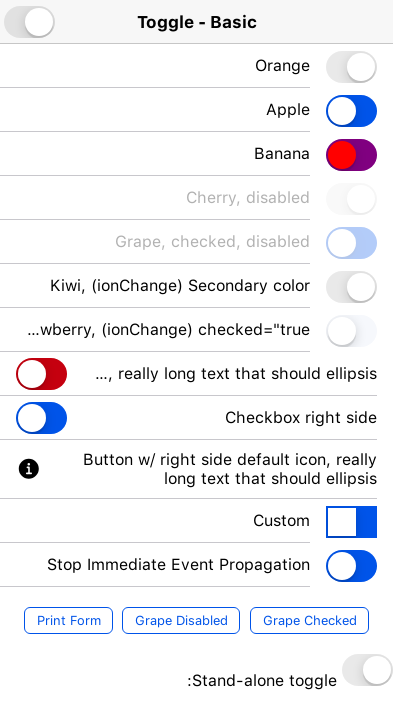 Toggle - Basic
Orange
Apple
Banana
Cherry, disabled
Grape, checked, disabled
Kiwi, (ionChange) Secondary color
...wberry, (ionChange) checked="true
..., really long text that should ellipsis
Checkbox right side
Button w/ right side default icon, really
long text that should ellipsis
Custom
Stop Immediate Event Propagation
Print Form Grape Disabled Grape Checked
:Stand-alone toggle